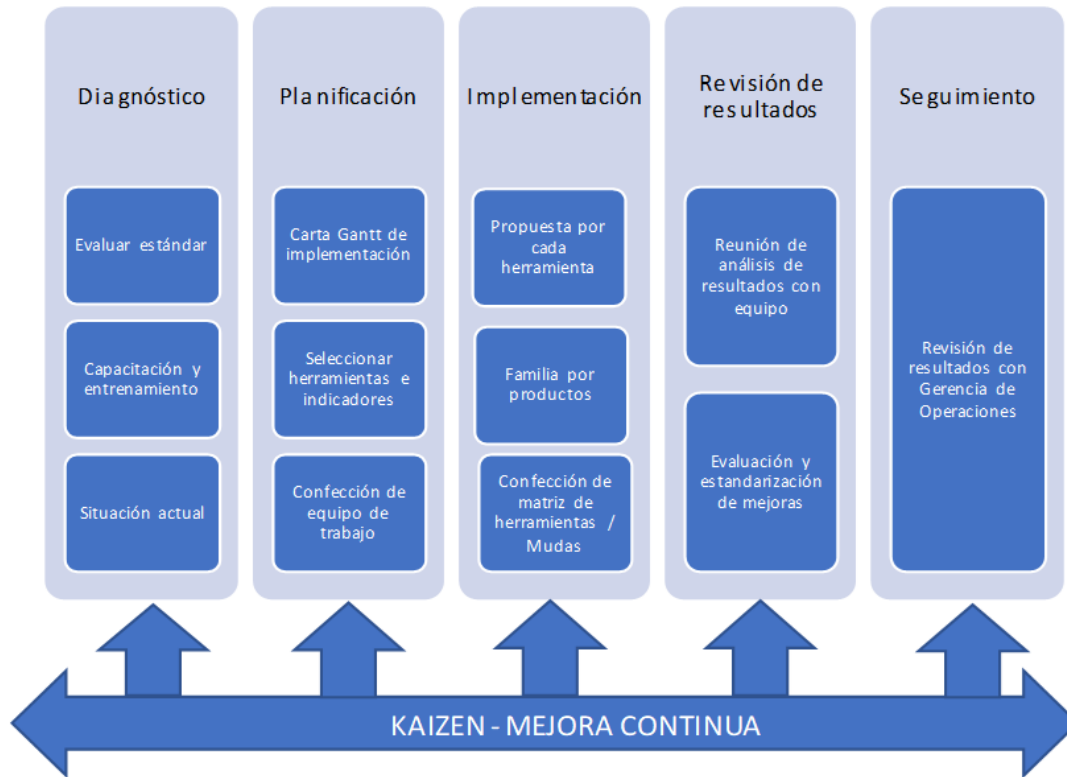 Diagnóstico
Evaluar estándar
Capacitación y
entrenamiento
Situación actual
Planificación
Carta Gantt de
implementación
Seleccionar
herramientas e
indicadores
Confección de
equipo de
trabajo
Implementación
Propuesta por
cada
herramienta
Familia por
productos
Confección de
matriz de
herramientas /
Mudas
Revisión de
resultados
Reunión de
análisis de
resultados con
equipo
Evaluación y
estandarización
de mejoras
Seguimiento
Revisión de
resultados con
Gerencia de
Operaciones
KAIZEN - MEJORA CONTINUA